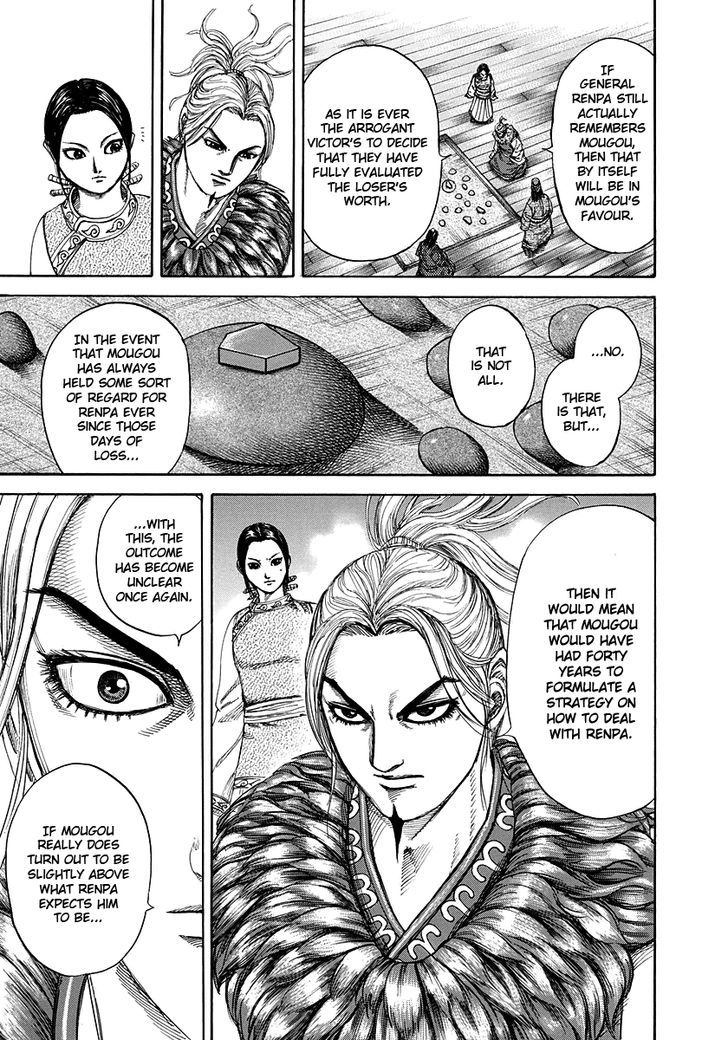 IF
GENERAL
RENPA STILL
ACTUALLY
REMEMBERS
MOUGOU,
THEN THAT
BY ITSELF
WILL BE IN
MOUGOU'S
FAVOUR.
AS IT IS EVER
THE ARROGANT
VICTOR'S TO DECIDE
THAT THEY HAVE
FULLY EVALUATED
THE LOSER'S
WORTH.
...NO.
THERE
IS THAT,
BUT...
THAT
IS NOT
ALL.
IN THE EVENT
THAT MOUGOU
HAS ALWAYS
HELD SOME SORT
OF REGARD FOR
RENPA EVER
SINCE THOSE
DAYS OF
LOSS...
THEN IT
WOULD MEAN
THAT MOUGOU
WOULD HAVE
HAD FORTY
YEARS TO
FORMULATE A
STRATEGY ON
HOW TO DEAL
WITH RENPA.
...WITH
THIS, THE
OUTCOME
HAS BECOME
UNCLEAR
ONCE AGAIN.
IF MOUGOU
REALLY DOES
TURN OUT TO BE
SLIGHTLY ABOVE
WHAT RENPA
EXPECTS HIM
TO BE...